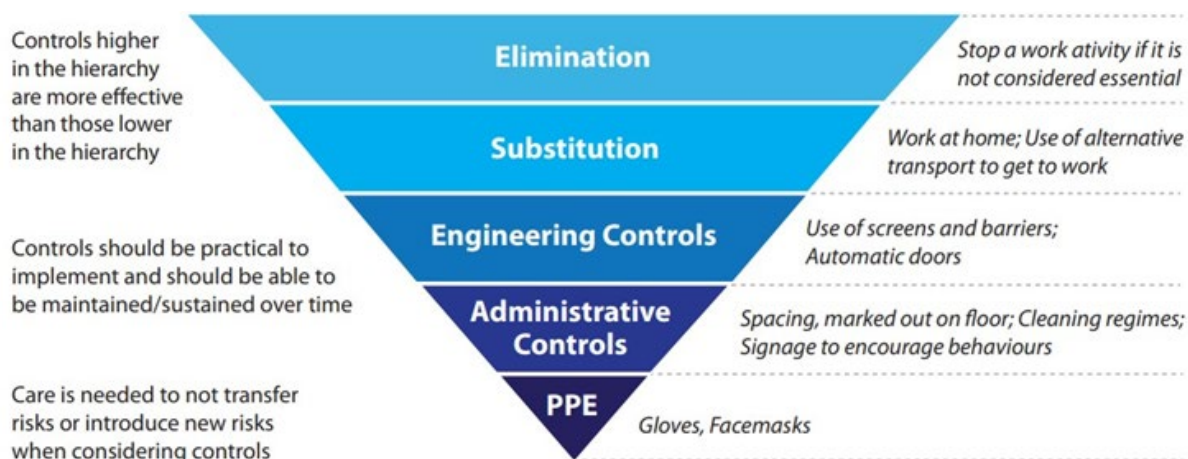 Controls higher
in the hierarchy
are more effective
than those lower
in the hierarchy
Controls should be practical to
implement and should be able to
be maintained/sustained over time
Care is needed to not transfer
risks or introduce new risks
when considering controls
Elimination
Substitution
Engineering Controls
Administrative
Controls
PPE
Stop a work ativity if it is
not considered essential
Work at home; Use of alternative
transport to get to work
Use of screens and barriers;
Automatic doors
Spacing, marked out on floor; Cleaning regimes;
Signage to encourage behaviours
Gloves, Facemasks